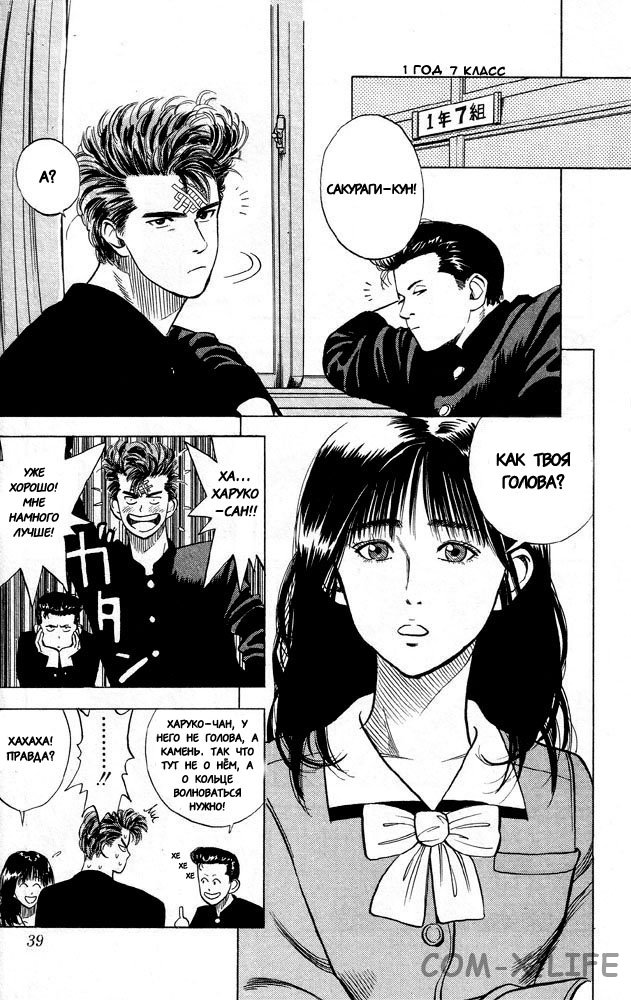 1 ГОД 7 КЛАСС
1年7組
САКУРАГИ-КУН!
А?
КАК ТВОЯ
ГОЛОВА?
ХА...
ХАРУКО
-САН!!
УЖЕ
ХОРОШО!
МНЕ
НАМНОГО
ЛУЧШЕ!
ガタン
ХАРУКО-ЧАН, У
НЕГО НЕ ГОЛОВА, А
КАМЕНЬ. ТАК ЧТО
ТУТ НЕ О НЁМ, А
О КОЛЬЦЕ
ВОЛНОВАТЬСЯ
НУЖНО!
ХЕ
ХЕ
ХЕ
...!!
ХАХАХА!
ПРАВДА?
39
COM-X.LIFE